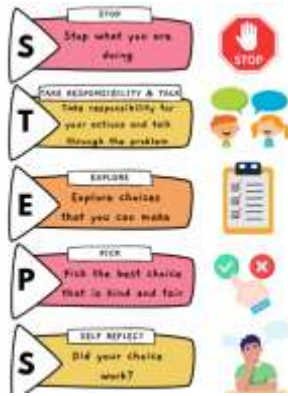 STOP
S
Stop what you are
doing
STOP
TAKE RESPONSIBILITY & TALK
T
Take responsibility for
your actions and talk
through the problem
EXPLORE
E
Explore choices
that you can make
PICK
P
Pick the best choice
that is kind and fair
SELF REFLECT
S
Did your choice
work?